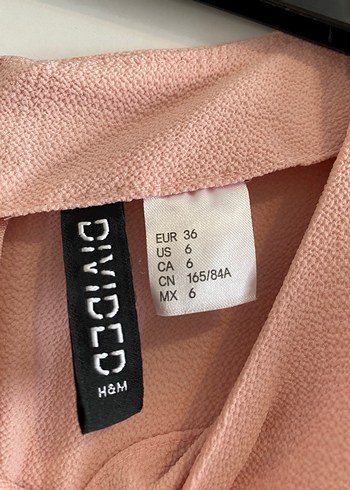 DIVIDED
H&M
EUR 36
US 6
CA 6
CN 165/84A
MX 6